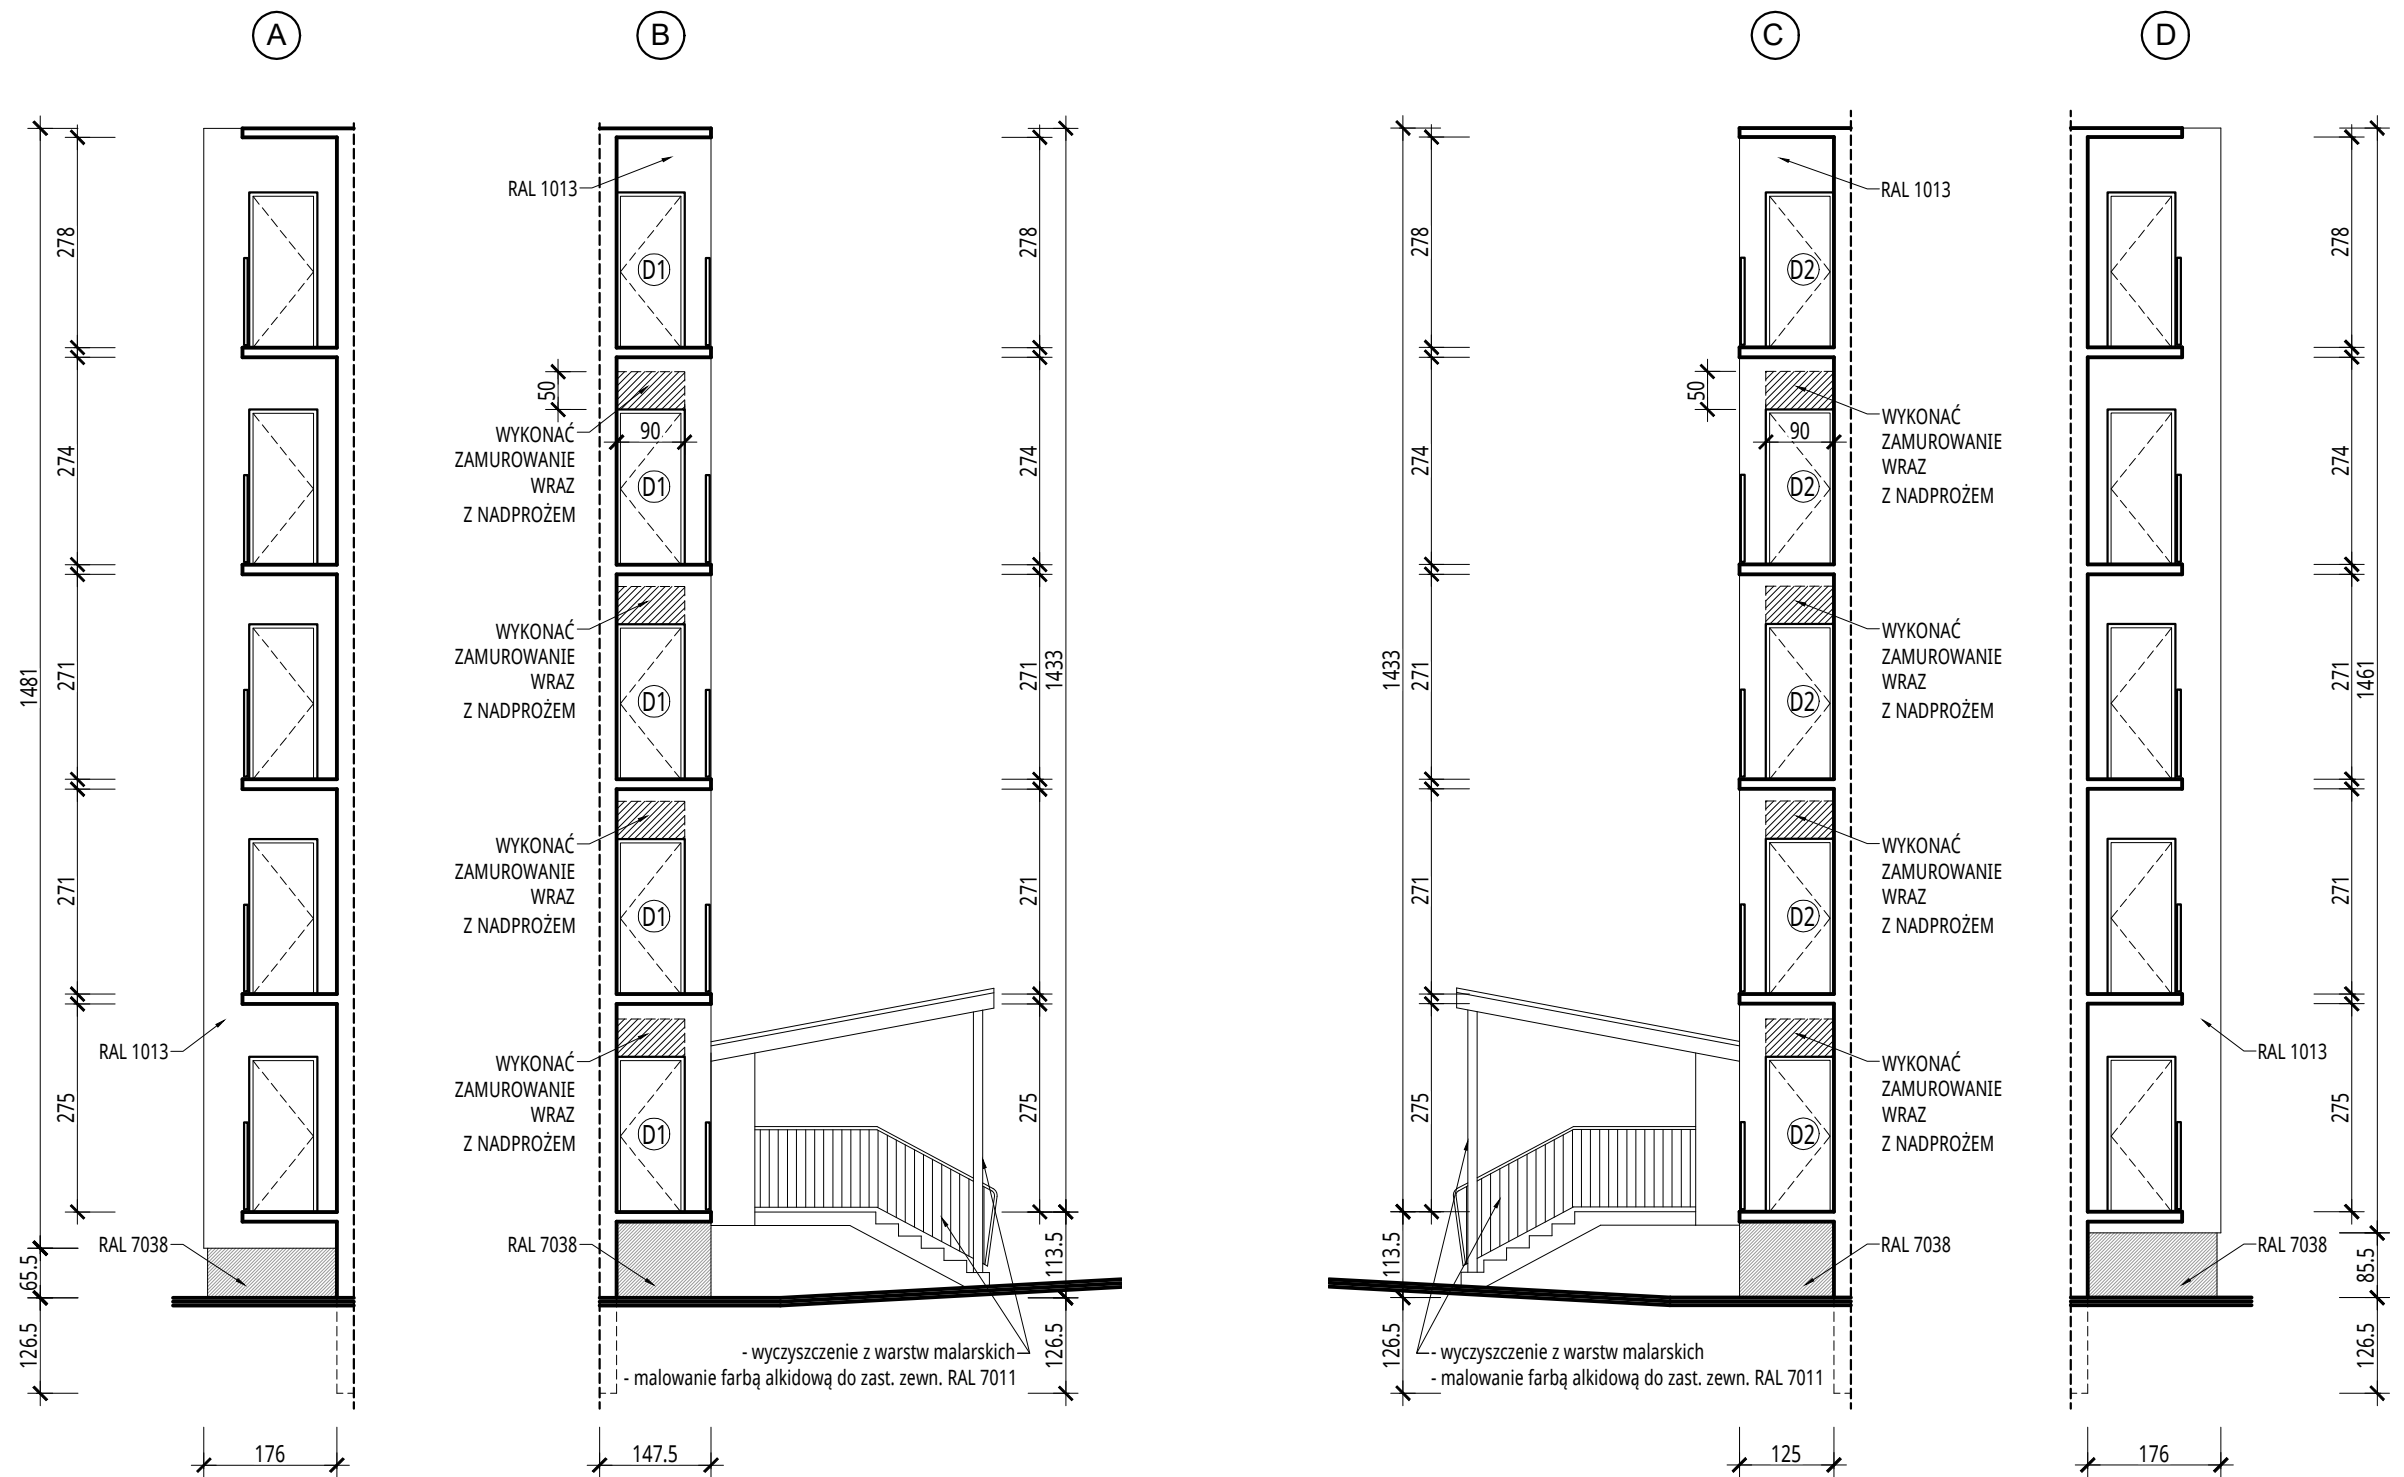 A
B
C
D
1481
65.5
126.5
278
274
271
271
275
RAL 1013
RAL 7038
176
RAL 1013
50
90
WYKONAĆ
ZAMUROWANIE
WRAZ
Z NADPROŻEM
WYKONAĆ
ZAMUROWANIE
WRAZ
Z NADPROŻEM
WYKONAĆ
ZAMUROWANIE
WRAZ
Z NADPROŻEM
WYKONAĆ
ZAMUROWANIE
WRAZ
Z NADPROŻEM
RAL 7038
D1
D1
D1
D1
D1
278
274
271
271
275
1433
113.5
126.5
- wyczyszczenie z warstw malarskich
- malowanie farbą alkidową do zast. zewn. RAL 7011
147.5
1433
113.5
126.5
278
274
271
271
275
50
90
D2
D2
D2
D2
D2
RAL 1013
WYKONAĆ
ZAMUROWANIE
WRAZ
Z NADPROŻEM
WYKONAĆ
ZAMUROWANIE
WRAZ
Z NADPROŻEM
WYKONAĆ
ZAMUROWANIE
WRAZ
Z NADPROŻEM
WYKONAĆ
ZAMUROWANIE
WRAZ
Z NADPROŻEM
RAL 7038
- wyczyszczenie z warstw malarskich
- malowanie farbą alkidową do zast. zewn. RAL 7011
125
RAL 1013
RAL 7038
278
274
271
271
275
1461
85.5
126.5
176